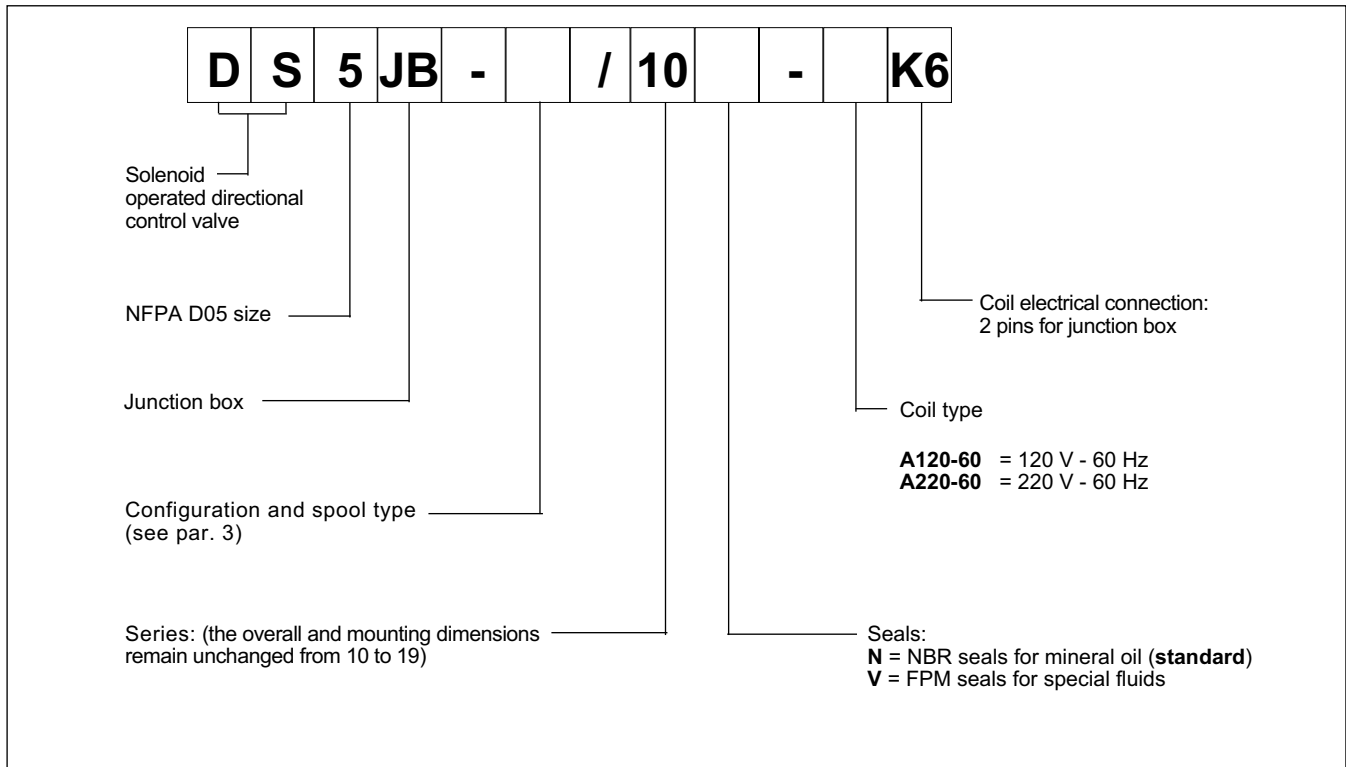 D S 5 JB - / 10 - K6
Solenoid
operated directional
control valve
NFPA D05 size
Coil electrical connection:
2 pins for junction box
Junction box
Coil type
A120-60 = 120 V - 60 Hz
A220-60 = 220 V - 60 Hz
Configuration and spool type
(see par. 3)
Series: (the overall and mounting dimensions
remain unchanged from 10 to 19)
Seals:
N = NBR seals for mineral oil (standard)
V = FPM seals for special fluids